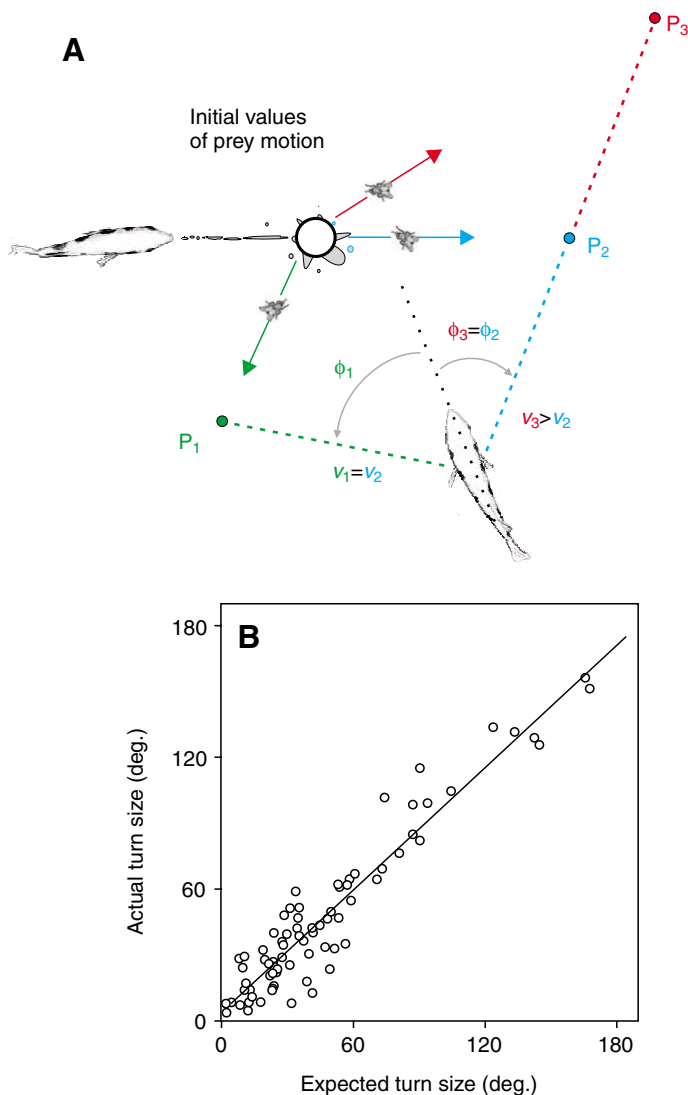 A
P₃
Initial values
of prey motion
P₂
ϕ₃=ϕ₂
ϕ₁
v₃>v₂
P₁
v₁=v₂
B
180
120
60
0
Actual turn size (deg.)
0 60 120 180
Expected turn size (deg.)